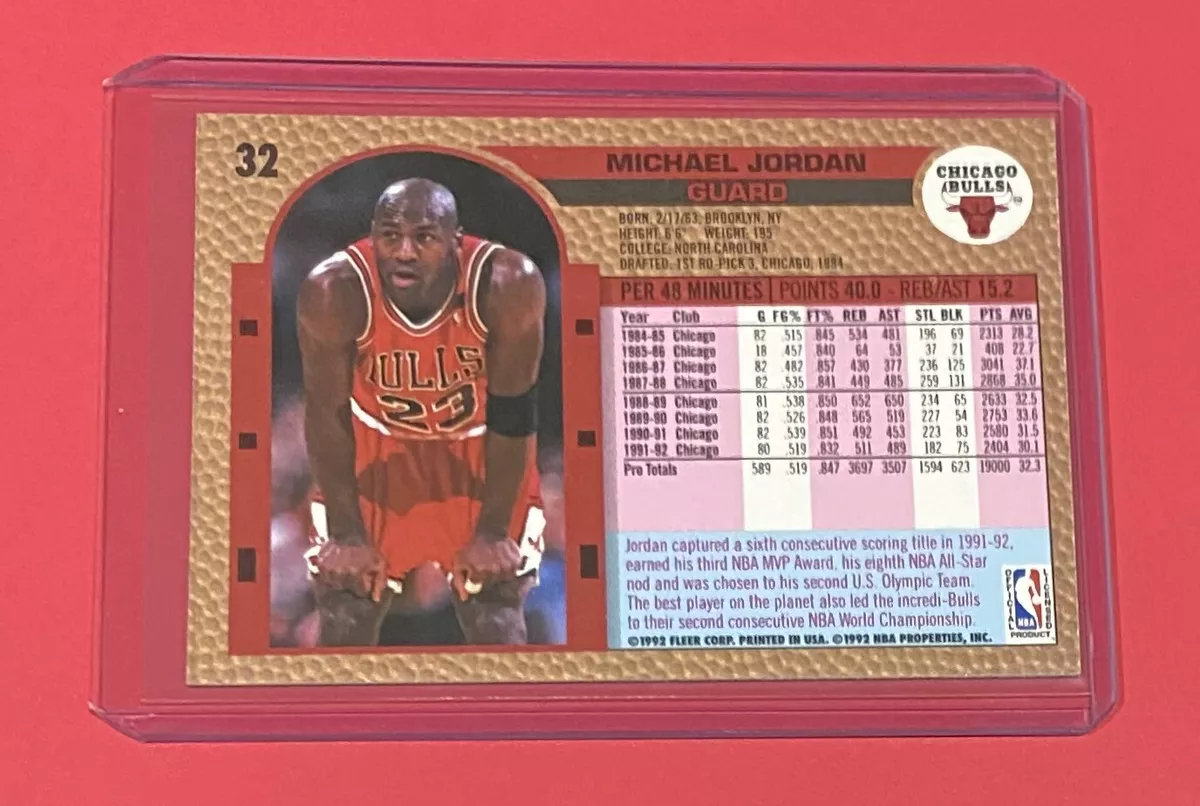 32
MICHAEL JORDAN
GUARD
CHICAGO
BULLS
BORN: 2/17/63, BROOKLYN, NY
HEIGHT: 6'6" WEIGHT: 195
COLLEGE: NORTH CAROLINA
DRAFTED: 1ST RD-PICK 3, CHICAGO, 1984
PER 48 MINUTES | POINTS 40.0 - REB/AST 15.2
Year Club G FG% FT% REB AST STL BLK PTS AVG
1984-85 Chicago 82 .515 .845 534 481 196 69 2313 28.2
1985-86 Chicago 18 .457 .840 64 53 37 21 408 22.7
1986-87 Chicago 82 .482 .857 430 377 236 125 3041 37.1
1987-88 Chicago 82 .535 .841 449 485 259 131 2868 35.0
1988-89 Chicago 81 .538 .850 652 650 234 65 2633 32.5
1989-90 Chicago 82 .526 .848 565 519 227 54 2753 33.6
1990-91 Chicago 82 .539 .851 492 453 223 83 2580 31.5
1991-92 Chicago 80 .519 .832 511 489 182 75 2404 30.1
Pro Totals 589 .519 .847 3697 3507 1594 623 19000 32.3
ULLS
23
Jordan captured a sixth consecutive scoring title in 1991-92,
earned his third NBA MVP Award, his eighth NBA All-Star
nod and was chosen to his second U.S. Olympic Team.
The best player on the planet also led the incredi-Bulls
to their second consecutive NBA World Championship.
©1992 FLEER CORP. PRINTED IN USA. ©1992 NBA PROPERTIES, INC.
OFFICIAL
LICENSED
NBA
PRODUCT